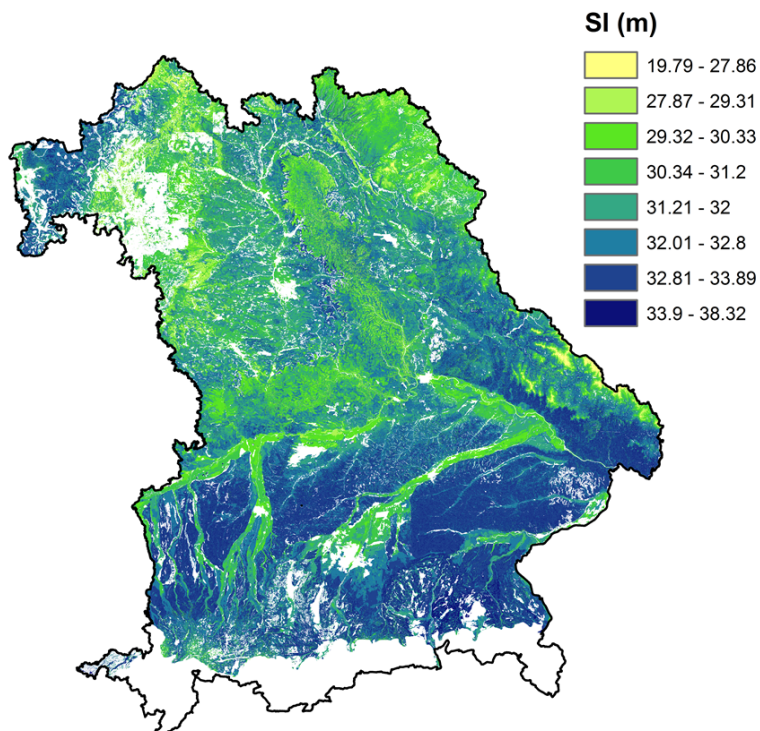 SI (m)
19.79 - 27.86
27.87 - 29.31
29.32 - 30.33
30.34 - 31.2
31.21 - 32
32.01 - 32.8
32.81 - 33.89
33.9 - 38.32